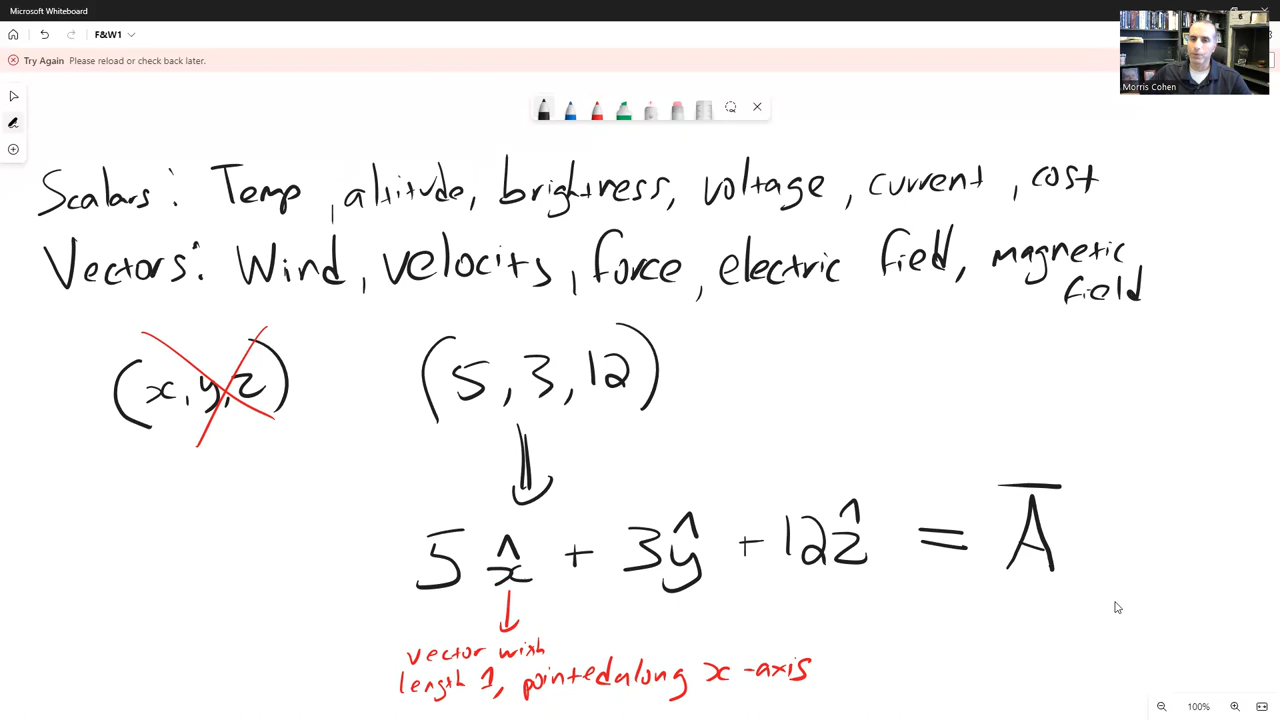 Microsoft Whiteboard
F&W1
Try Again Please reload or check back later.
Morris Cohen
Scalars: Temp, altitude, brightness, voltage, current, cost
Vectors: Wind, velocity, force, electric field, magnetic field
(x, y, z) (5, 3, 12)
⇓
5 x̂ + 3ŷ + 12ẑ = A̅
↓
vector with
length 1, pointed along x-axis
100%